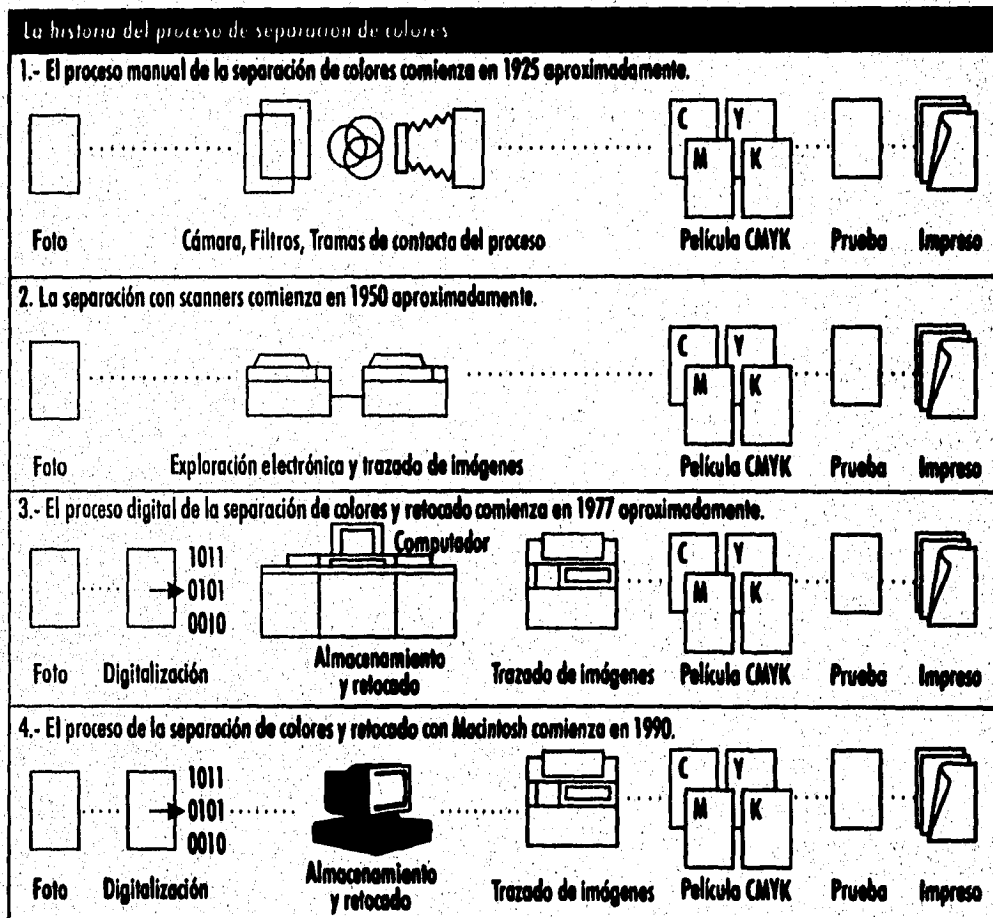 La historia del proceso de separación de colores
1.- El proceso manual de la separación de colores comienza en 1925 aproximadamente.
C Y
M K
Foto Cámara, Filtros, Tramas de contacta del proceso Película CMYK Prueba Impreso
2. La separación con scanners comienza en 1950 aproximadamente.
C Y
M K
Foto Exploración electrónica y trazado de imágenes Película CMYK Prueba Impreso
3.- El proceso digital de la separación de colores y retocado comienza en 1977 aproximadamente.
Computador
1011 C Y
0101 M K
0010
Foto Digitalización Almacenamiento Trazado de imágenes Película CMYK Prueba Impreso
y retocado
4.- El proceso de la separación de colores y retocado con Macintosh comienza en 1990.
1011 C Y
0101 M K
0010
Foto Digitalización Almacenamiento Trazado de imágenes Película CMYK Prueba Impreso
y retocado